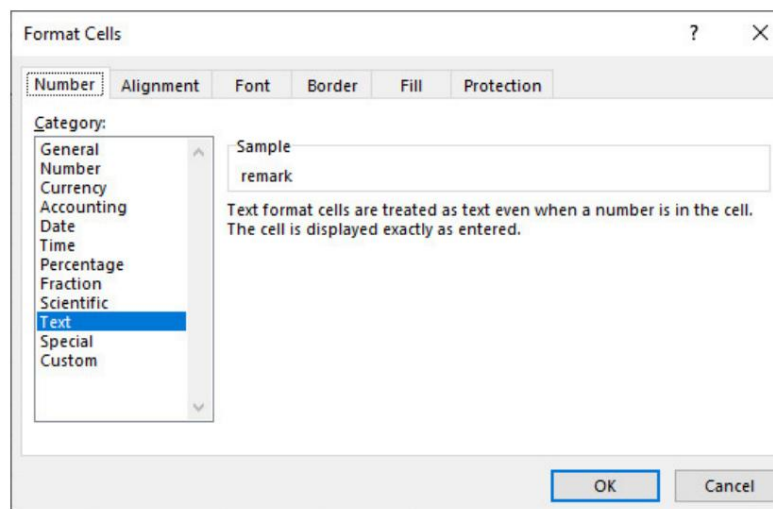 Format Cells
?
Number Alignment Font Border Fill Protection
Category:
General
Number
Currency
Accounting
Date
Time
Percentage
Fraction
Scientific
Text
Special
Custom
Sample
remark
Text format cells are treated as text even when a number is in the cell.
The cell is displayed exactly as entered.
OK Cancel